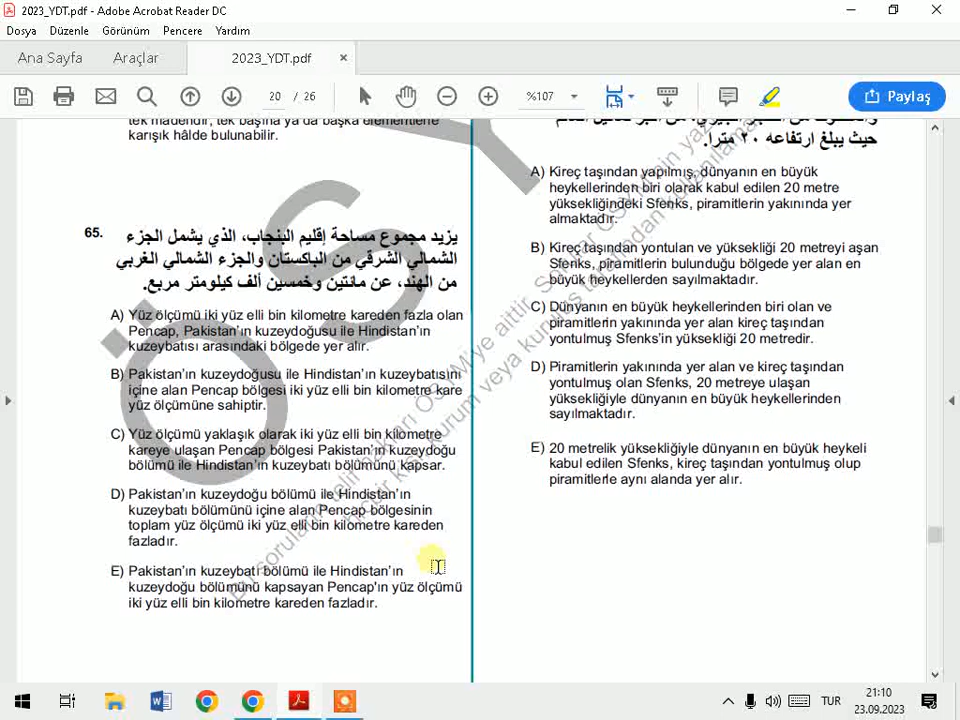 2023_YDT.pdf - Adobe Acrobat Reader DC
Dosya Düzenle Görünüm Pencere Yardım
Ana Sayfa Araçlar 2023_YDT.pdf
20 / 26 %107 Paylaş
tek madendir, tek başına ya da başka elementlerle
karışık hâlde bulunabilir.
65. يزيد مجموع مساحة إقليم البنجاب، الذي يشمل الجزء
الشمالي الشرقي من الباكستان والجزء الشمالي الغربي
من الهند، عن مائتين وخمسين ألف كيلومتر مربع.
A) Yüz ölçümü iki yüz elli bin kilometre kareden fazla olan
Pencap, Pakistan’ın kuzeydoğusu ile Hindistan’ın
kuzeybatısı arasındaki bölgede yer alır.
B) Pakistan’ın kuzeydoğusu ile Hindistan’ın kuzeybatısını
içine alan Pencap bölgesi iki yüz elli bin kilometre kare
yüz ölçümüne sahiptir.
C) Yüz ölçümü yaklaşık olarak iki yüz elli bin kilometre
kareye ulaşan Pencap bölgesi Pakistan’ın kuzeydoğu
bölümü ile Hindistan’ın kuzeybatı bölümünü kapsar.
D) Pakistan’ın kuzeydoğu bölümü ile Hindistan’ın
kuzeybatı bölümünü içine alan Pencap bölgesinin
toplam yüz ölçümü iki yüz elli bin kilometre kareden
fazladır.
E) Pakistan’ın kuzeybatı bölümü ile Hindistan’ın
kuzeydoğu bölümünü kapsayan Pencap'ın yüz ölçümü
iki yüz elli bin kilometre kareden fazladır.
حيث يبلغ ارتفاعه ٢٠ مترا.
A) Kireç taşından yapılmış, dünyanın en büyük
heykellerinden biri olarak kabul edilen 20 metre
yüksekliğindeki Sfenks, piramitlerin yakınında yer
almaktadır.
B) Kireç taşından yontulan ve yüksekliği 20 metreyi aşan
Sfenks, piramitlerin bulunduğu bölgede yer alan en
büyük heykellerden sayılmaktadır.
C) Dünyanın en büyük heykellerinden biri olan ve
piramitlerin yakınında yer alan kireç taşından
yontulmuş Sfenks’in yüksekliği 20 metredir.
D) Piramitlerin yakınında yer alan ve kireç taşından
yontulmuş olan Sfenks, 20 metreye ulaşan
yüksekliğiyle dünyanın en büyük heykellerinden
sayılmaktadır.
E) 20 metrelik yüksekliğiyle dünyanın en büyük heykeli
kabul edilen Sfenks, kireç taşından yontulmuş olup
piramitlerle aynı alanda yer alır.
ÖSY
TUR
21:10
23.09.2023